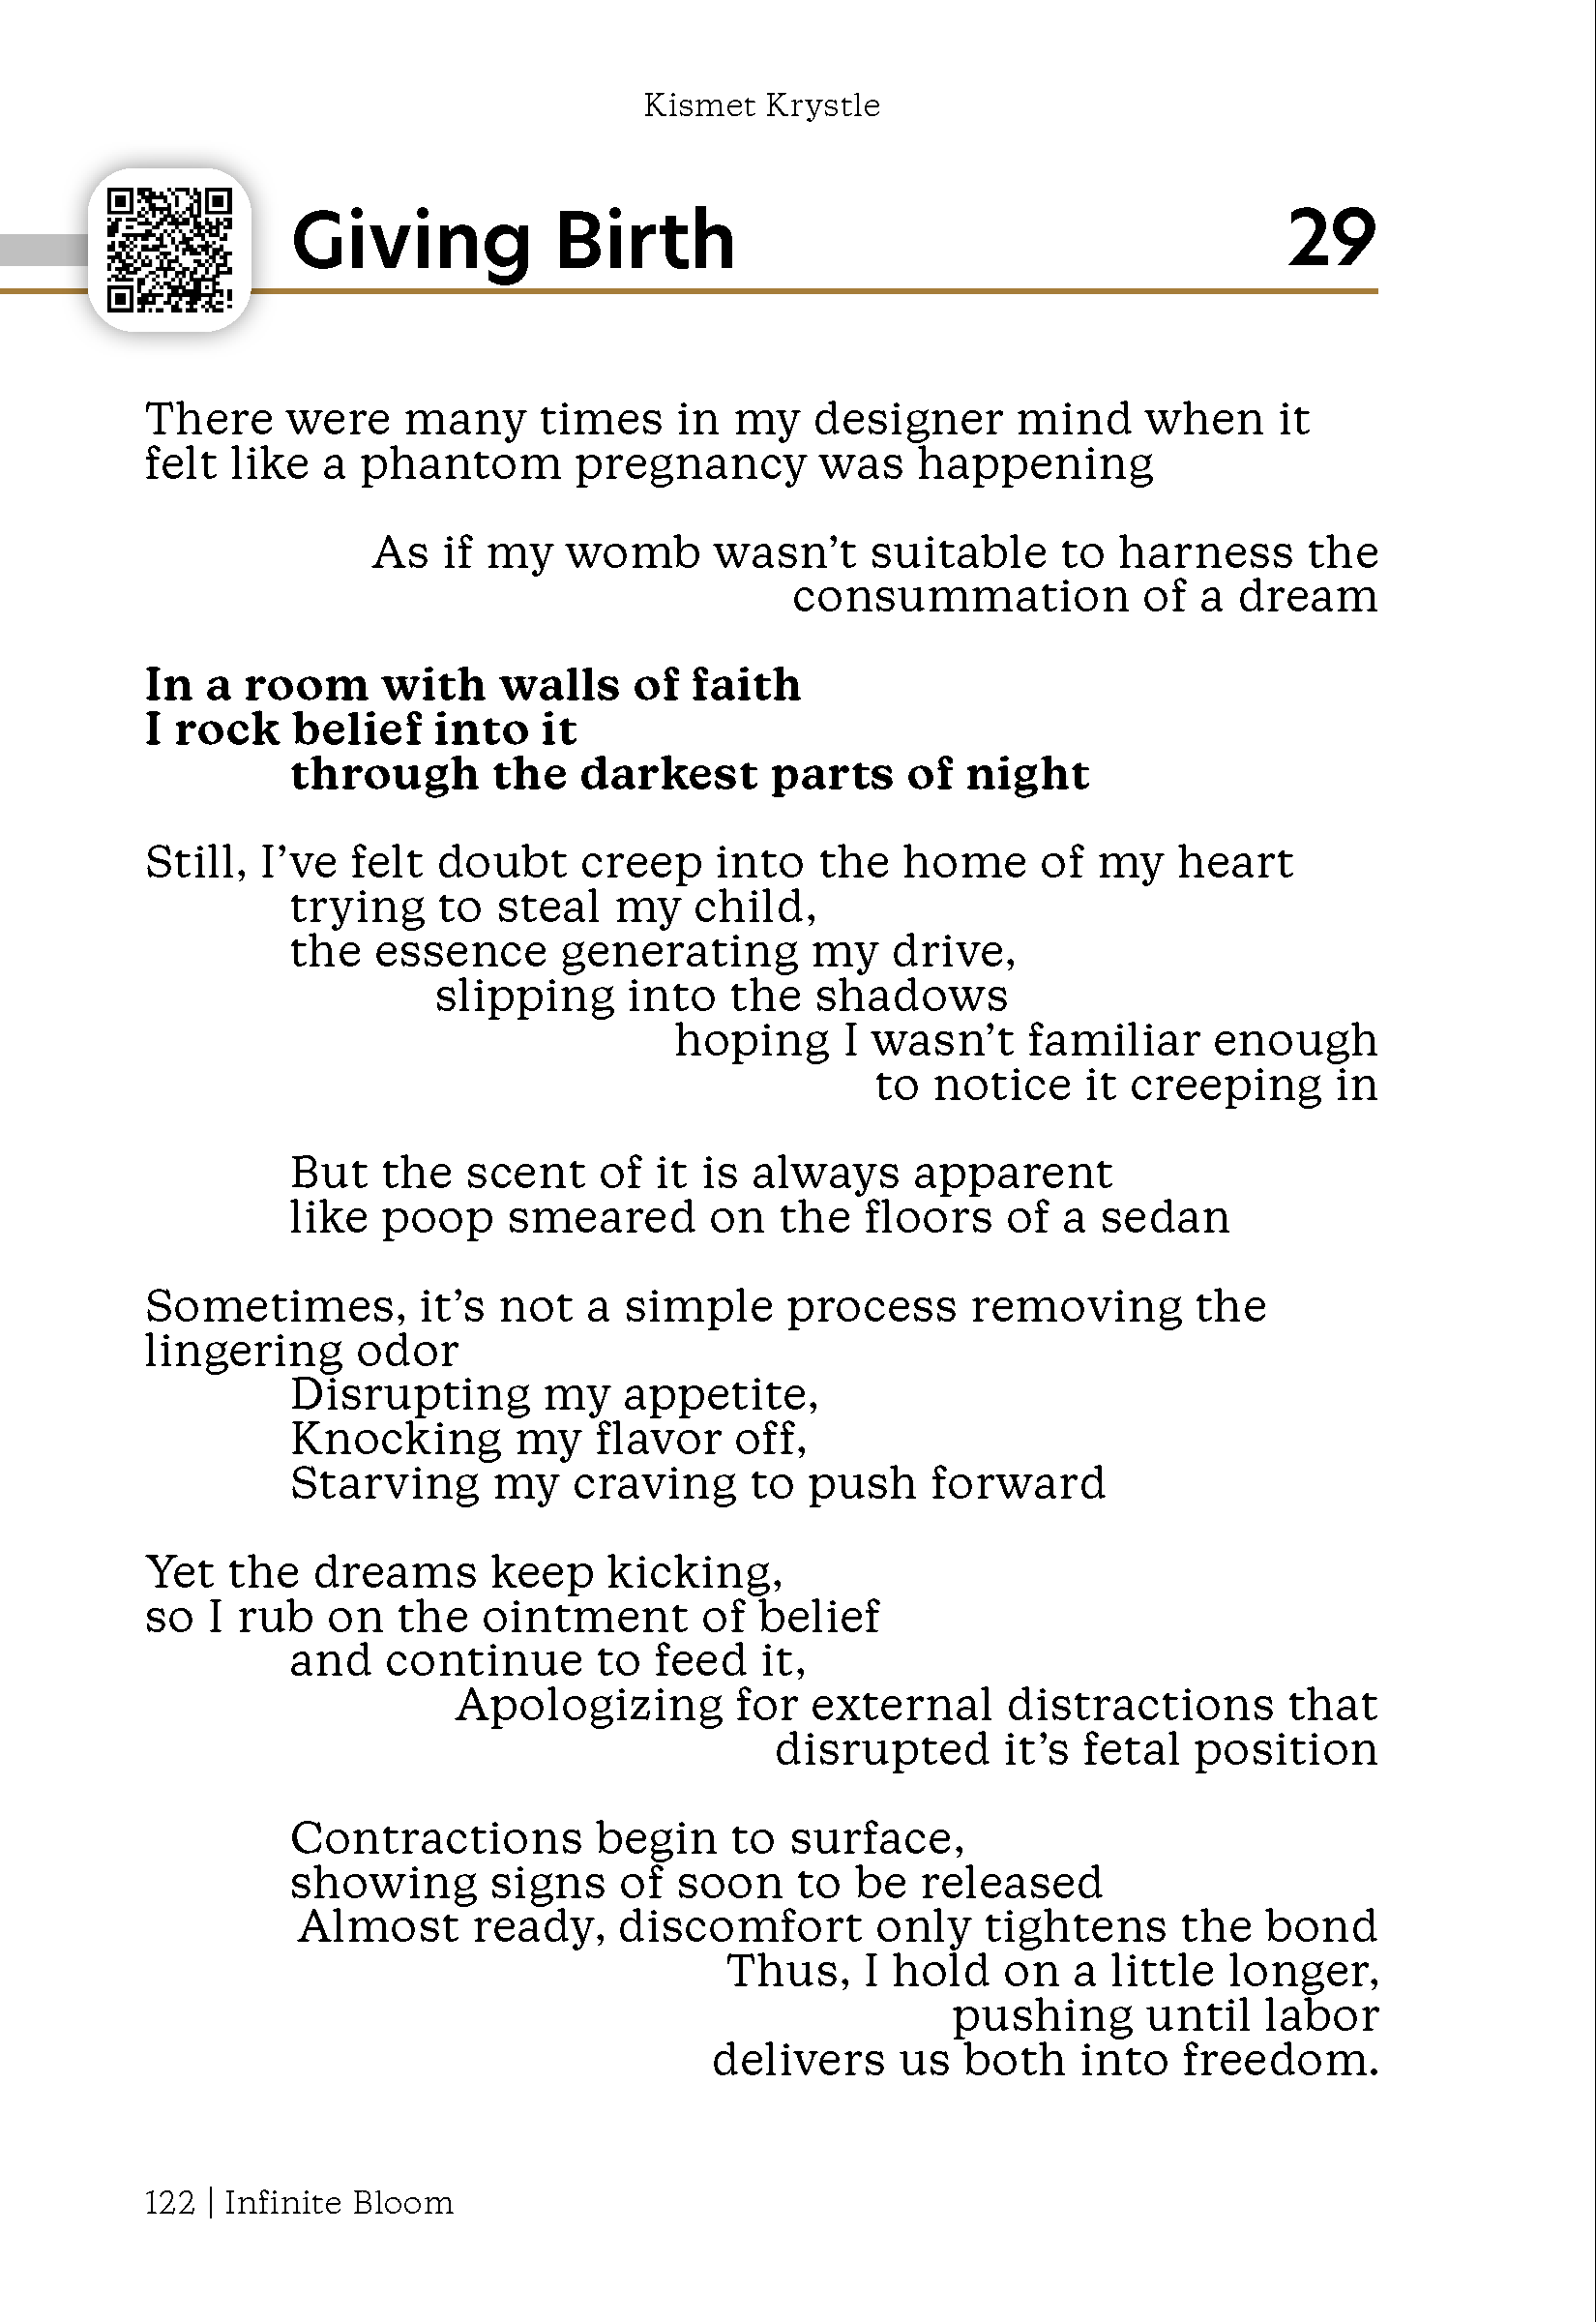 Kismet Krystle
Giving Birth 29
There were many times in my designer mind when it
felt like a phantom pregnancy was happening
As if my womb wasn’t suitable to harness the
consummation of a dream
In a room with walls of faith
I rock belief into it
through the darkest parts of night
Still, I’ve felt doubt creep into the home of my heart
trying to steal my child,
the essence generating my drive,
slipping into the shadows
hoping I wasn’t familiar enough
to notice it creeping in
But the scent of it is always apparent
like poop smeared on the floors of a sedan
Sometimes, it’s not a simple process removing the
lingering odor
Disrupting my appetite,
Knocking my flavor off,
Starving my craving to push forward
Yet the dreams keep kicking,
so I rub on the ointment of belief
and continue to feed it,
Apologizing for external distractions that
disrupted it’s fetal position
Contractions begin to surface,
showing signs of soon to be released
Almost ready, discomfort only tightens the bond
Thus, I hold on a little longer,
pushing until labor
delivers us both into freedom.
122 | Infinite Bloom